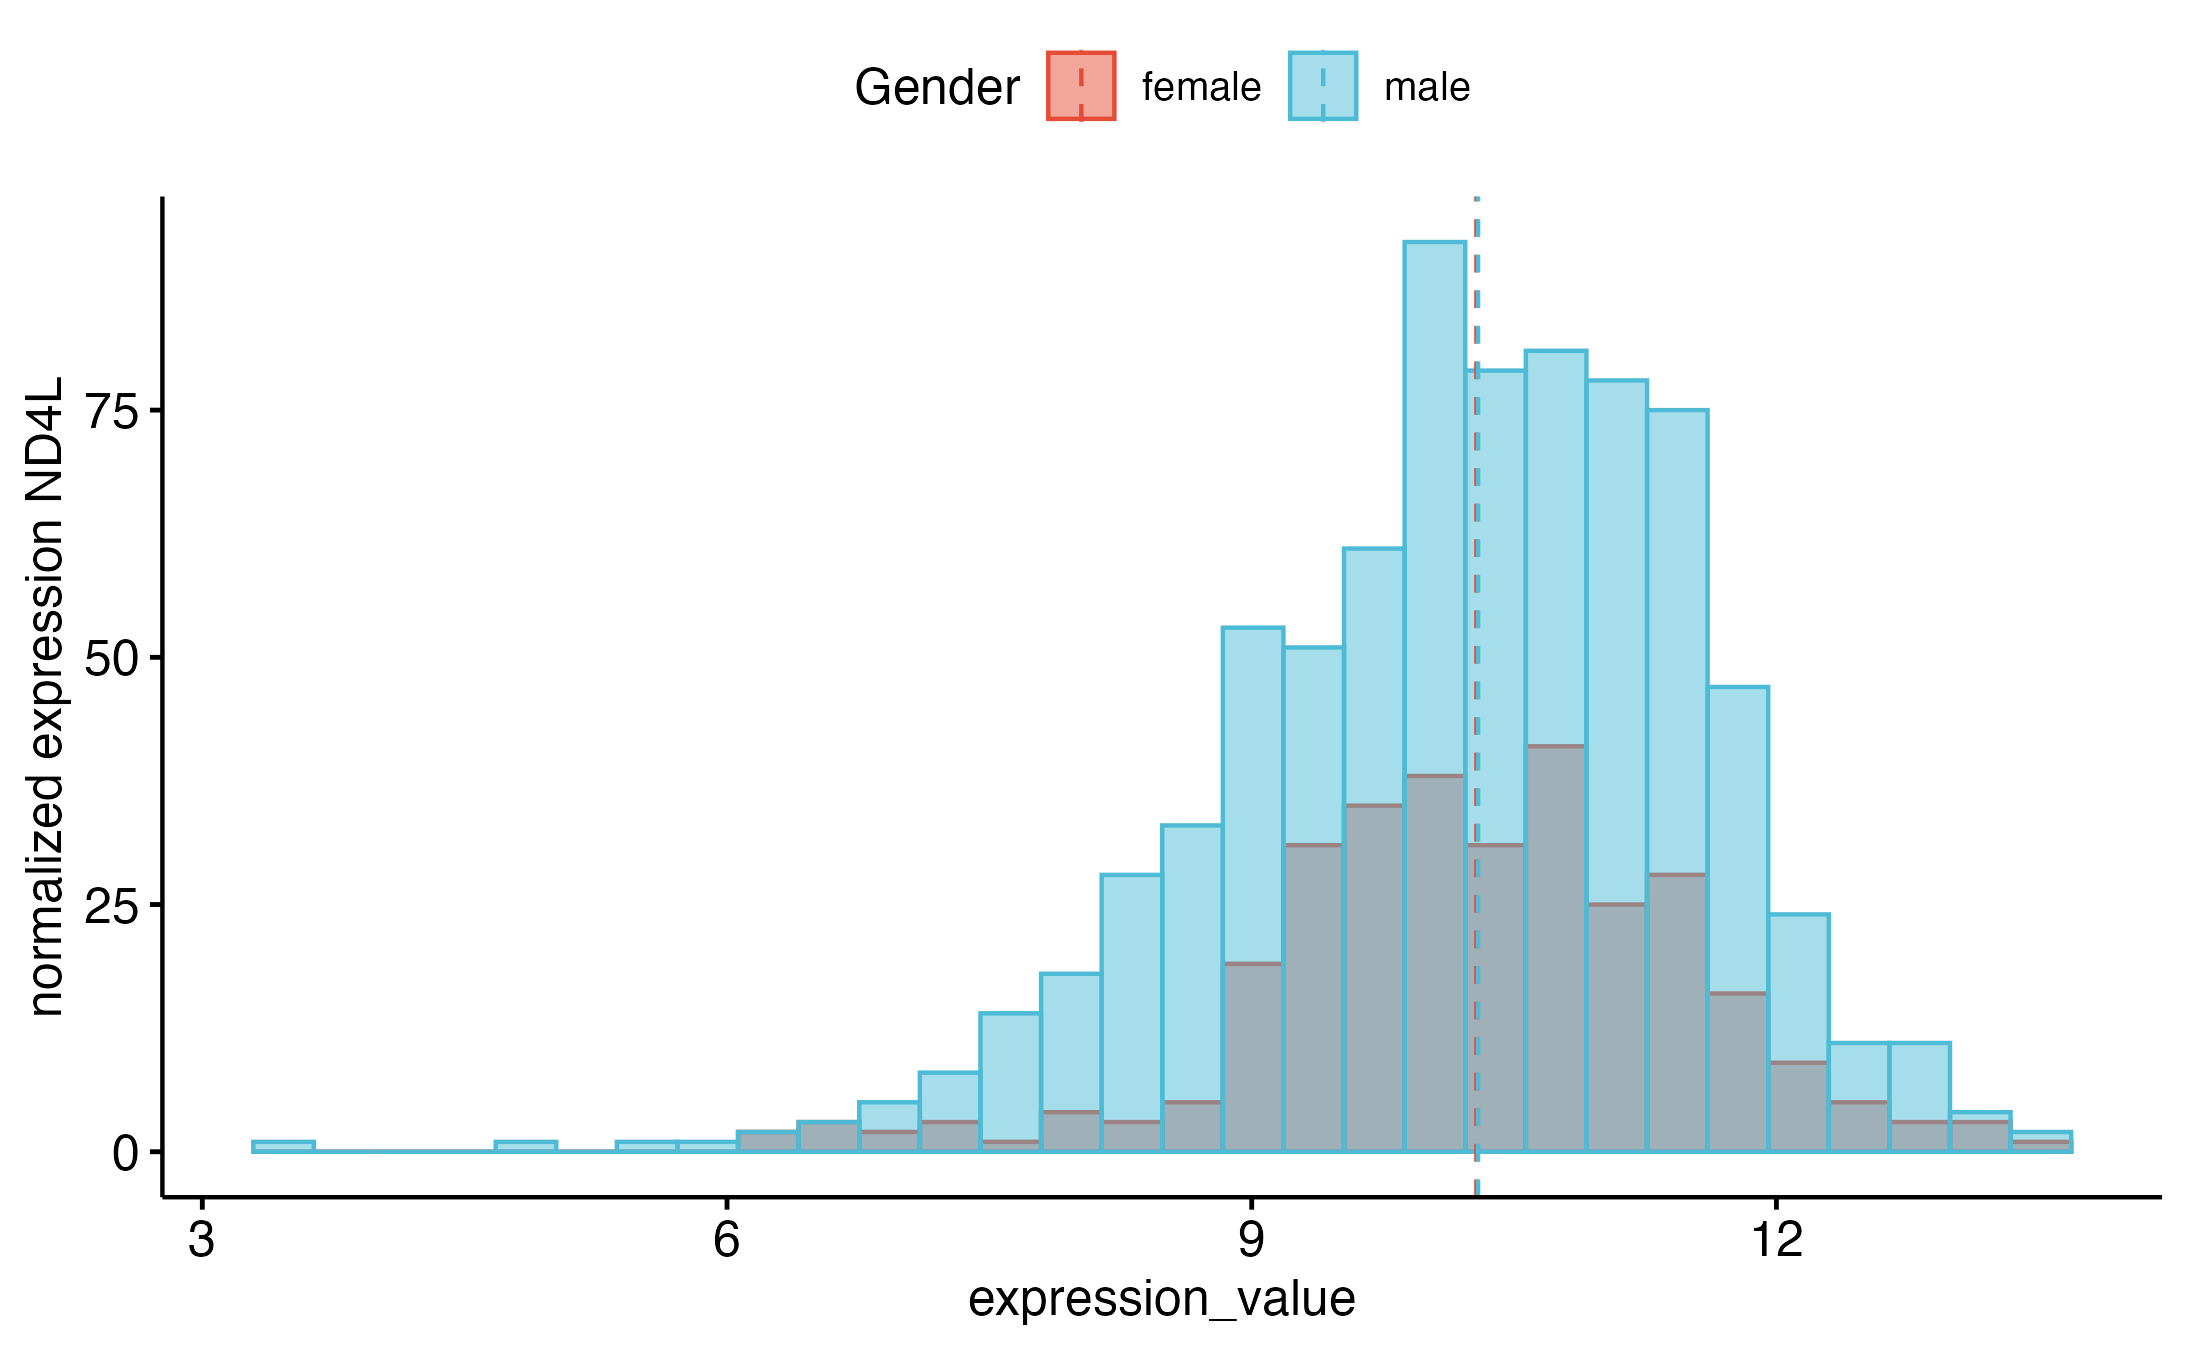 Gender female male
normalized expression ND4L
75
50
25
0
3 6 9 12
expression_value